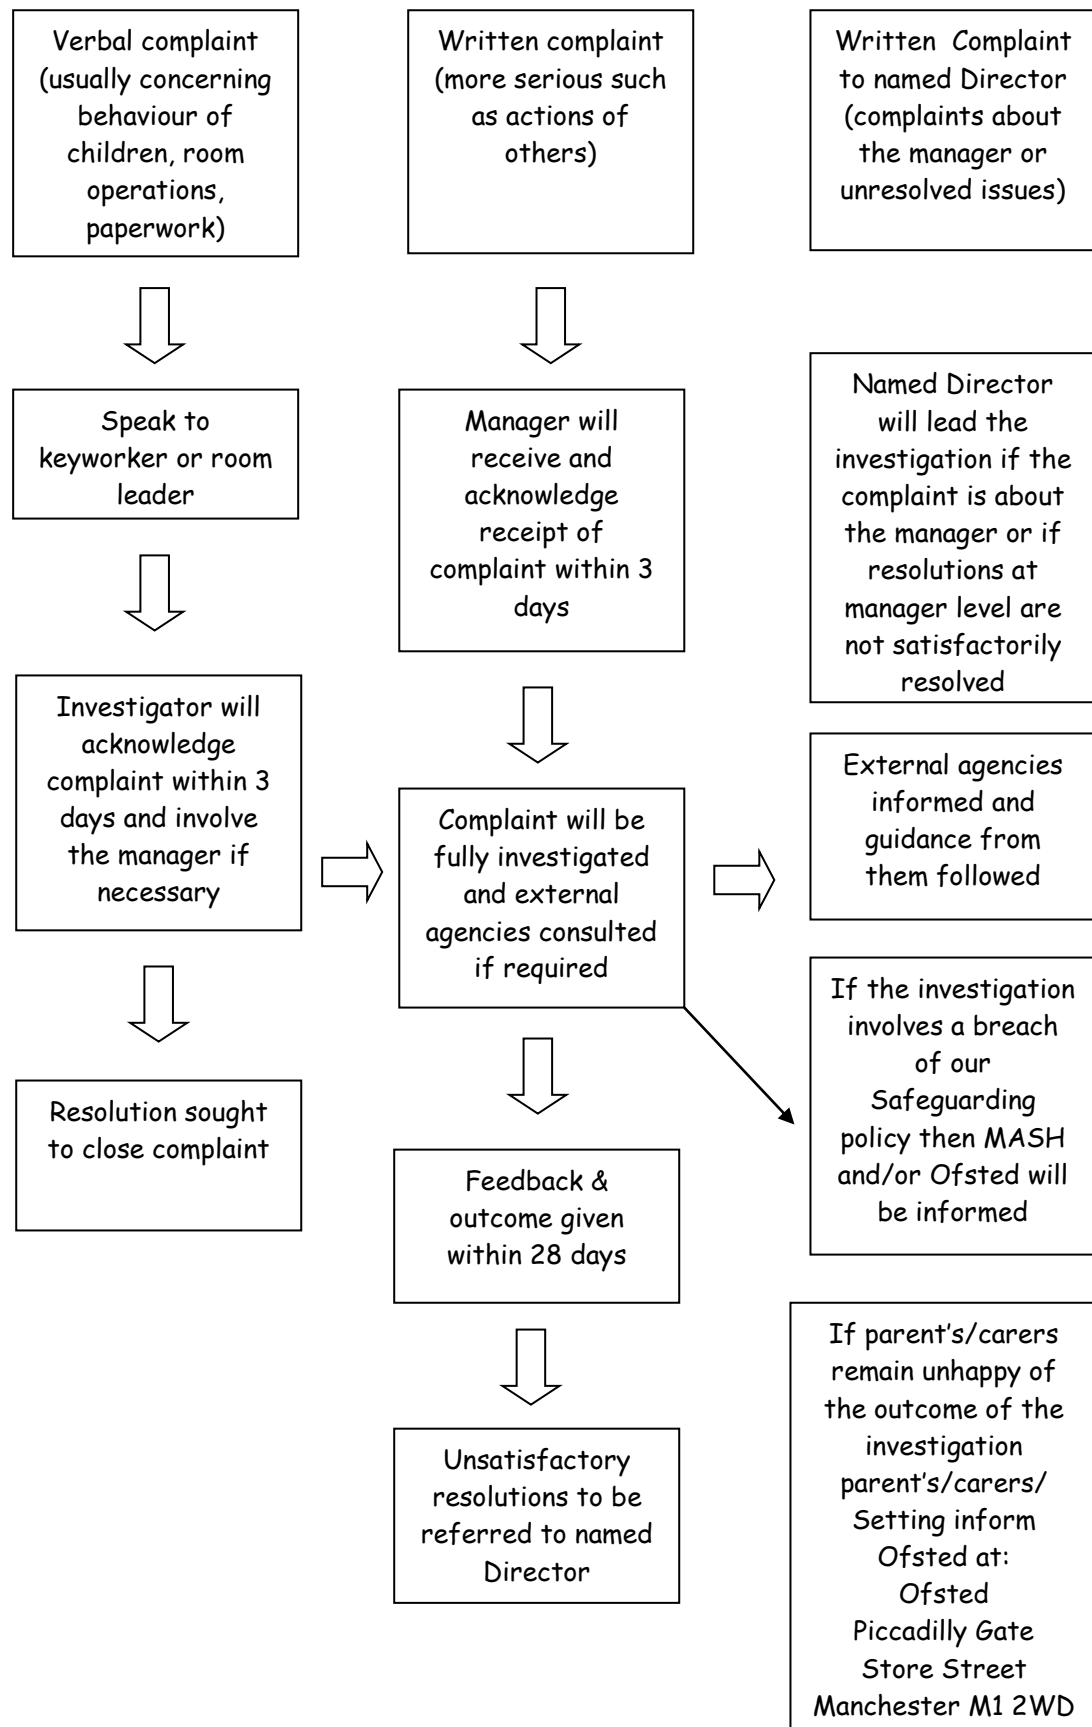 Verbal complaint
(usually concerning
behaviour of
children, room
operations,
paperwork)
Written complaint
(more serious such
as actions of
others)
Written Complaint
to named Director
(complaints about
the manager or
unresolved issues)
Speak to
keyworker or room
leader
Manager will
receive and
acknowledge
receipt of
complaint within 3
days
Named Director
will lead the
investigation if the
complaint is about
the manager or if
resolutions at
manager level are
not satisfactorily
resolved
Investigator will
acknowledge
complaint within 3
days and involve
the manager if
necessary
Complaint will be
fully investigated
and external
agencies consulted
if required
External agencies
informed and
guidance from
them followed
If the investigation
involves a breach
of our
Safeguarding
policy then MASH
and/or Ofsted will
be informed
Resolution sought
to close complaint
Feedback &
outcome given
within 28 days
Unsatisfactory
resolutions to be
referred to named
Director
If parent's/carers
remain unhappy of
the outcome of the
investigation
parent's/carers/
Setting inform
Ofsted at:
Ofsted
Piccadilly Gate
Store Street
Manchester M1 2WD